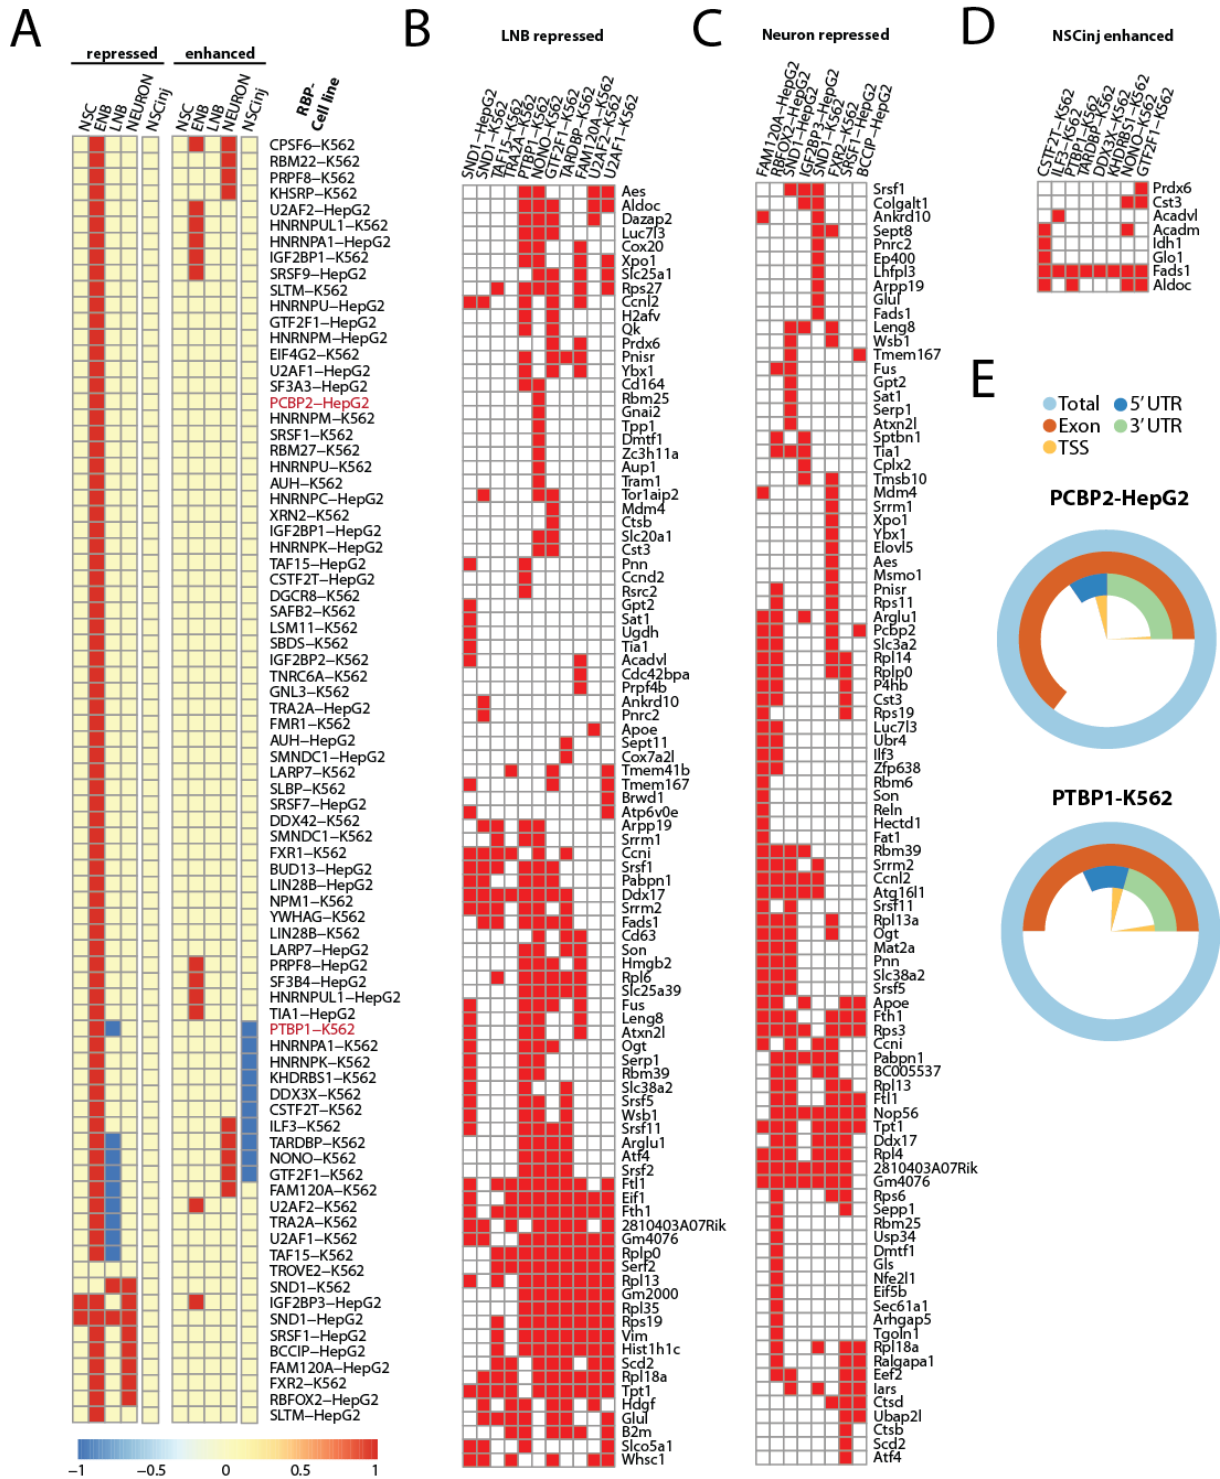 A
repressed
enhanced
NSC
ENB
LNB
NEURON
NSCinj
NSC
ENB
LNB
NEURON
NSCinj
RBP-
Cell line
CPSF6–K562
RBM22–K562
PRPF8–K562
KHSRP–K562
U2AF2–HepG2
HNRNPUL1–K562
HNRNPA1–HepG2
IGF2BP1–K562
SRSF9–HepG2
SLTM–K562
HNRNPU–HepG2
GTF2F1–HepG2
HNRNPM–HepG2
EIF4G2–K562
U2AF1–HepG2
SF3A3–HepG2
PCBP2–HepG2
HNRNPM–K562
SRSF1–K562
RBM27–K562
HNRNPU–K562
AUH–K562
HNRNPC–HepG2
XRN2–K562
IGF2BP1–HepG2
HNRNPK–HepG2
TAF15–HepG2
CSTF2T–HepG2
DGCR8–K562
SAFB2–K562
LSM11–K562
SBDS–K562
IGF2BP2–K562
TNRC6A–K562
GNL3–K562
TRA2A–HepG2
FMR1–K562
AUH–HepG2
SMNDC1–HepG2
LARP7–K562
SLBP–K562
SRSF7–HepG2
DDX42–K562
SMNDC1–K562
FXR1–K562
BUD13–HepG2
LIN28B–HepG2
NPM1–K562
YWHAG–K562
LIN28B–K562
LARP7–HepG2
PRPF8–HepG2
SF3B4–HepG2
HNRNPUL1–HepG2
TIA1–HepG2
PTBP1–K562
HNRNPA1–K562
HNRNPK–K562
KHDRBS1–K562
DDX3X–K562
CSTF2T–K562
ILF3–K562
TARDBP–K562
NONO–K562
GTF2F1–K562
FAM120A–K562
U2AF2–K562
TRA2A–K562
U2AF1–K562
TAF15–K562
TROVE2–K562
SND1–K562
IGF2BP3–HepG2
SND1–HepG2
SRSF1–HepG2
BCCIP–HepG2
FAM120A–HepG2
FXR2–K562
RBFOX2–HepG2
SLTM–HepG2
−1
−0.5
0
0.5
1
B
LNB repressed
SND1–HepG2
SND1–K562
TAF15–K562
TRA2A–K562
PTBP1–K562
NONO–K562
GTF2F1–K562
TARDBP–K562
FAM120A–K562
U2AF2–K562
U2AF1–K562
Aes
Aldoc
Dazap2
Luc7l3
Cox20
Xpo1
Slc25a1
Rps27
Ccnl2
H2afv
Qk
Prdx6
Pnisr
Ybx1
Cd164
Rbm25
Gnai2
Tpp1
Dmtf1
Zc3h11a
Aup1
Tram1
Tor1aip2
Mdm4
Ctsb
Slc20a1
Cst3
Pnn
Ccnd2
Rsrc2
Gpt2
Sat1
Ugdh
Tia1
Acadvl
Cdc42bpa
Prpf4b
Ankrd10
Pnrc2
Apoe
Sept11
Cox7a2l
Tmem41b
Tmem167
Brwd1
Atp6v0e
Arpp19
Srrm1
Ccni
Srsf1
Pabpn1
Ddx17
Srrm2
Fads1
Cd63
Son
Hmgb2
Rpl6
Slc25a39
Fus
Leng8
Atxn2l
Ogt
Serp1
Rbm39
Slc38a2
Srsf5
Wsb1
Srsf11
Arglu1
Atf4
Srsf2
Ftl1
Eif1
Fth1
2810403A07Rik
Gm4076
Rplp0
Serf2
Rpl13
Gm2000
Rpl35
Rps19
Vim
Hist1h1c
Scd2
Rpl18a
Tpt1
Hdgf
Glul
B2m
Slco5a1
Whsc1
C
Neuron repressed
FAM120A–HepG2
RBFOX2–HepG2
SND1–HepG2
IGF2BP3–HepG2
SND1–K562
FXR2–K562
SRSF1–HepG2
BCCIP–HepG2
Srsf1
Colgalt1
Ankrd10
Sept8
Pnrc2
Ep400
Lhfpl3
Arpp19
Glul
Fads1
Leng8
Wsb1
Tmem167
Fus
Gpt2
Sat1
Serp1
Atxn2l
Sptbn1
Tia1
Cplx2
Tmsb10
Mdm4
Srrm1
Xpo1
Ybx1
Elovl5
Aes
Msmo1
Pnisr
Rps11
Arglu1
Pcbp2
Slc3a2
Rpl14
Rplp0
P4hb
Cst3
Rps19
Luc7l3
Ubr4
Ilf3
Zfp638
Rbm6
Son
Reln
Hectd1
Fat1
Rbm39
Srrm2
Ccnl2
Atg16l1
Srsf11
Rpl13a
Ogt
Mat2a
Pnn
Slc38a2
Srsf5
Apoe
Fth1
Rps3
Ccni
Pabpn1
BC005537
Rpl13
Ftl1
Nop56
Tpt1
Ddx17
Rpl4
2810403A07Rik
Gm4076
Rps6
Sepp1
Rbm25
Usp34
Dmtf1
Gls
Nfe2l1
Eif5b
Sec61a1
Arhgap5
Tgoln1
Rpl18a
Ralgapa1
Eef2
Iars
Ctsd
Ubap2l
Ctsb
Scd2
Atf4
D
NSCinj enhanced
CSTF2T–K562
ILF3–K562
PTBP1–K562
TARDBP–K562
DDX3X–K562
KHDRBS1–K562
NONO–K562
GTF2F1–K562
Prdx6
Cst3
Acadvl
Acadm
Idh1
Glo1
Fads1
Aldoc
E
Total
5' UTR
Exon
3' UTR
TSS
PCBP2-HepG2
PTBP1-K562